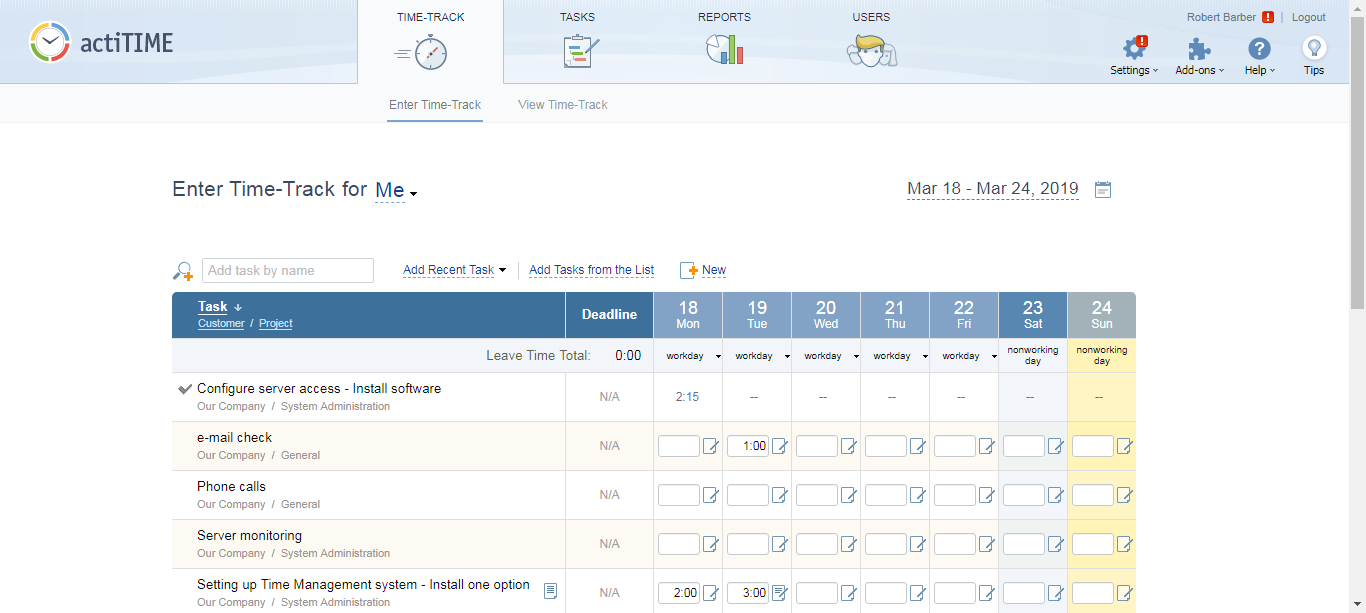 TIME-TRACK TASKS REPORTS USERS Robert Barber ! | Logout
actiTIME
! Settings Add-ons ? Help Tips
Enter Time-Track View Time-Track
Enter Time-Track for Me Mar 18 - Mar 24, 2019
Add task by name Add Recent Task Add Tasks from the List New
Task Deadline 18 19 20 21 22 23 24
Customer / Project Mon Tue Wed Thu Fri Sat Sun
Leave Time Total: 0:00 workday workday workday workday workday nonworking day nonworking day
Configure server access - Install software N/A 2:15 -- -- -- -- -- --
Our Company / System Administration
e-mail check N/A 1:00
Our Company / General
Phone calls N/A
Our Company / General
Server monitoring N/A
Our Company / System Administration
Setting up Time Management system - Install one option N/A 2:00 3:00
Our Company / System Administration